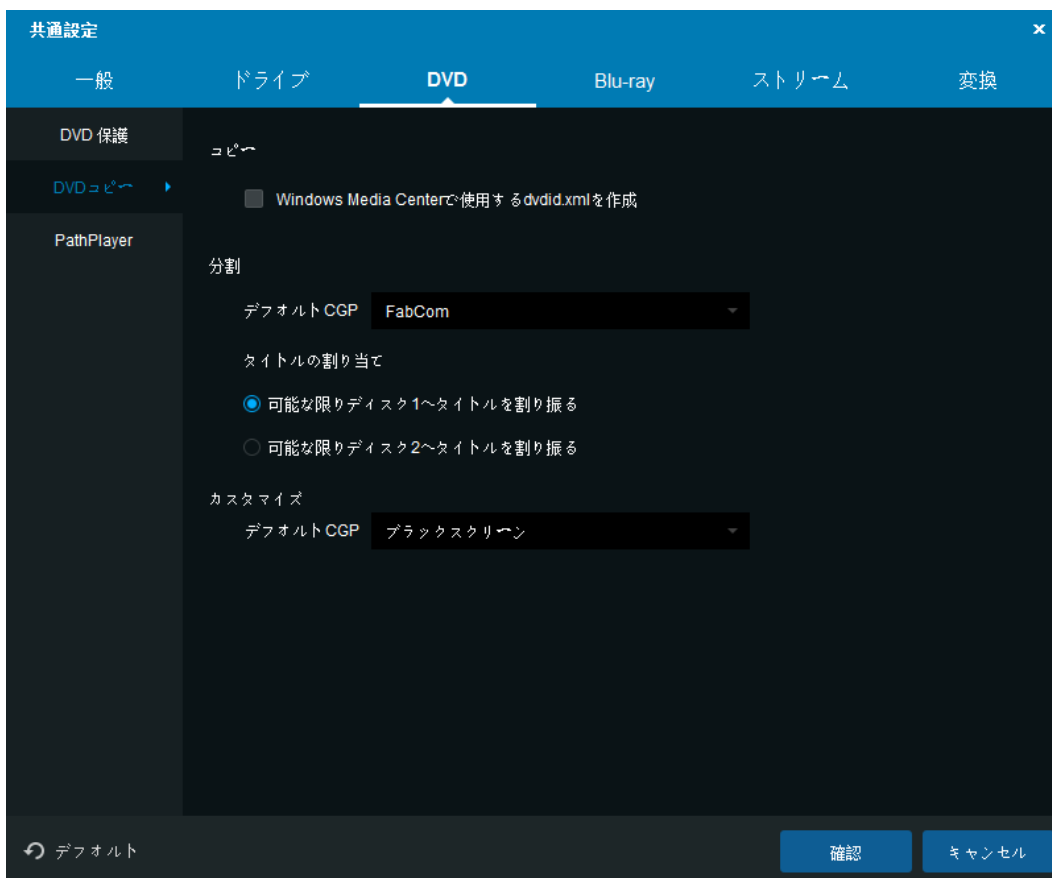 共通設定
一般 ドライブ DVD Blu-ray ストリーム 変換
DVD 保護
DVDコピー
PathPlayer
コピー
Windows Media Centerで使用するdvdid.xmlを作成
分割
デフォルトCGP FabCom
タイトルの割り当て
可能な限りディスク1へタイトルを割り振る
可能な限りディスク2へタイトルを割り振る
カスタマイズ
デフォルトCGP ブラックスクリーン
デフォルト 確認 キャンセル